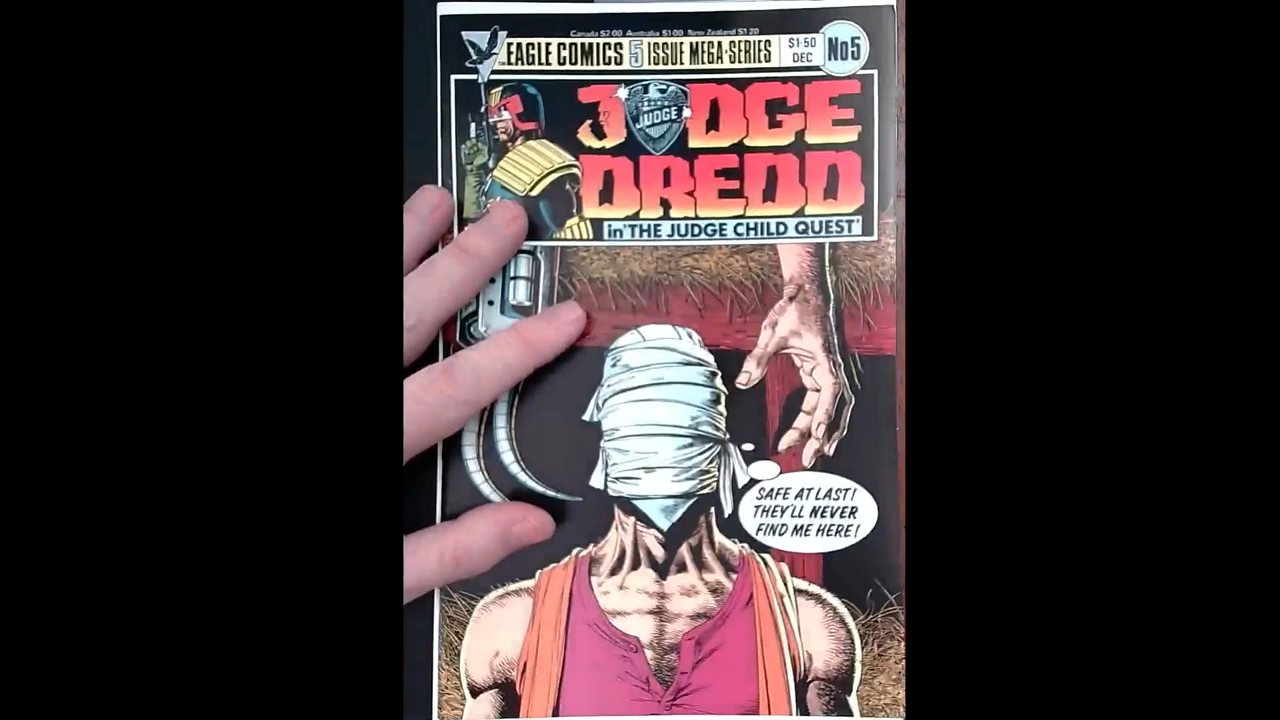 Canada $2·00 Australia $1·00 New Zealand $1·20
EAGLE COMICS 5 ISSUE MEGA-SERIES
$1·50
DEC
No5
JUDGE
JUDGE
DREDD
in 'THE JUDGE CHILD QUEST'
SAFE AT LAST!
THEY'LL NEVER
FIND ME HERE!